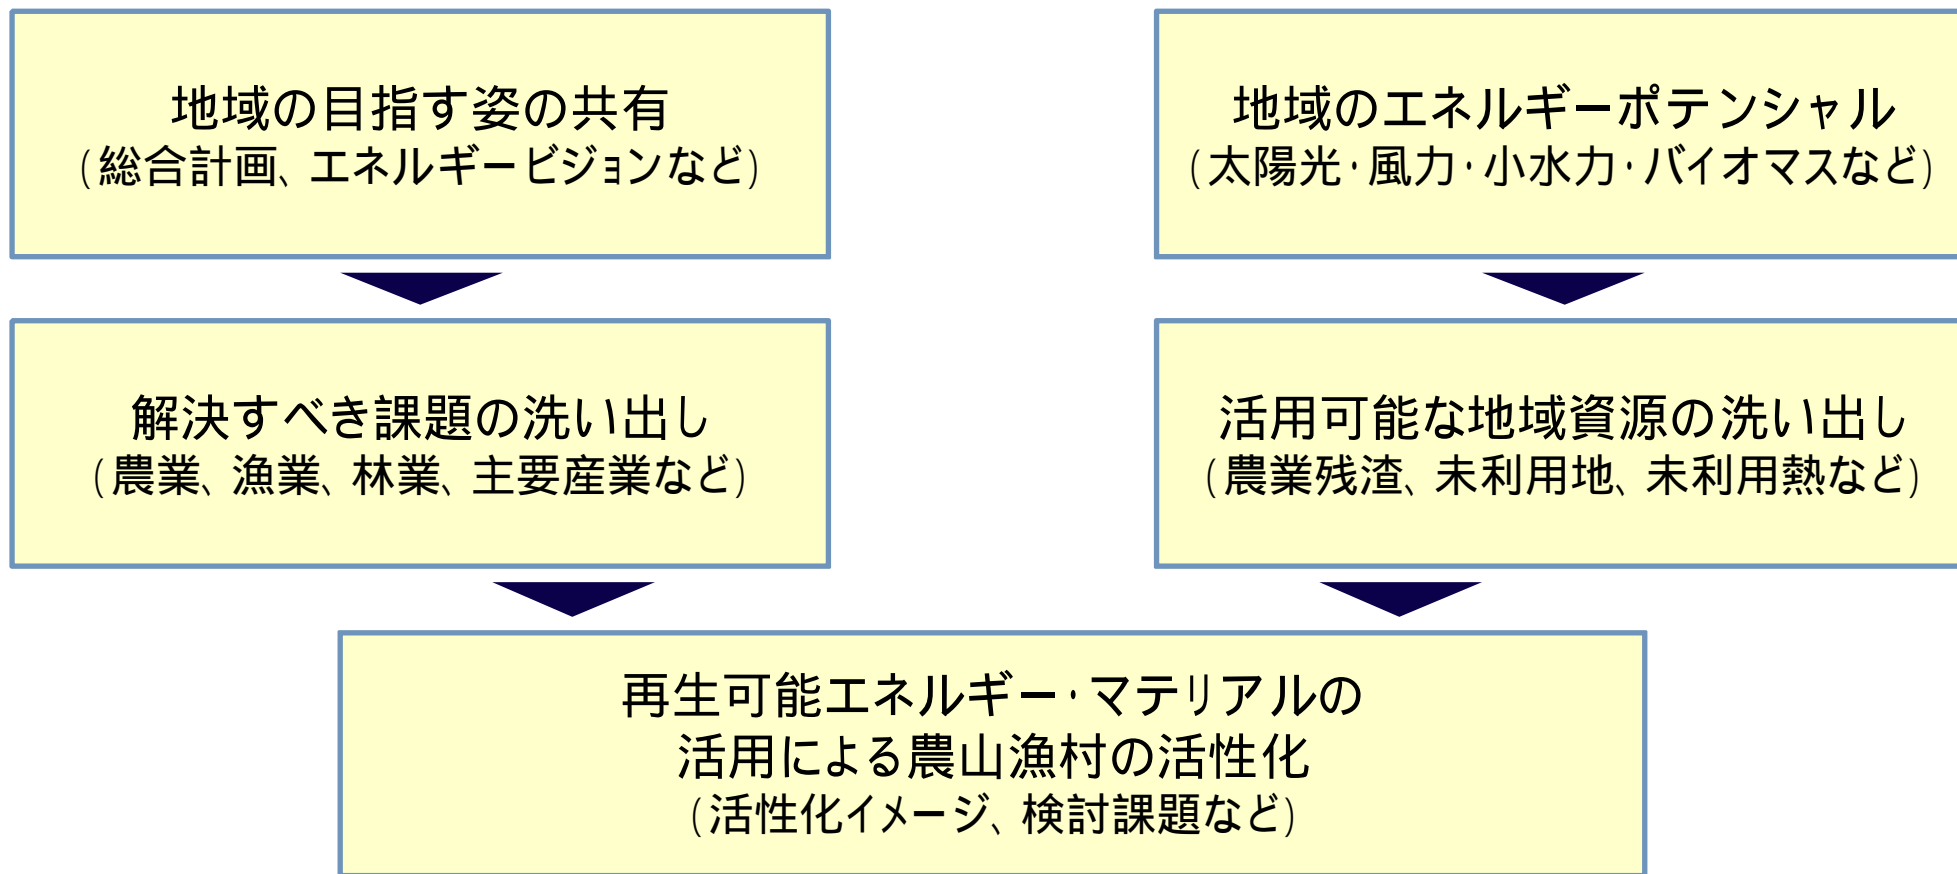 地域の目指す姿の共有
(総合計画、エネルギービジョンなど)
地域のエネルギーポテンシャル
(太陽光・風力・小水力・バイオマスなど)
解決すべき課題の洗い出し
(農業、漁業、林業、主要産業など)
活用可能な地域資源の洗い出し
(農業残渣、未利用地、未利用熱など)
再生可能エネルギー・マテリアルの
活用による農山漁村の活性化
(活性化イメージ、検討課題など)